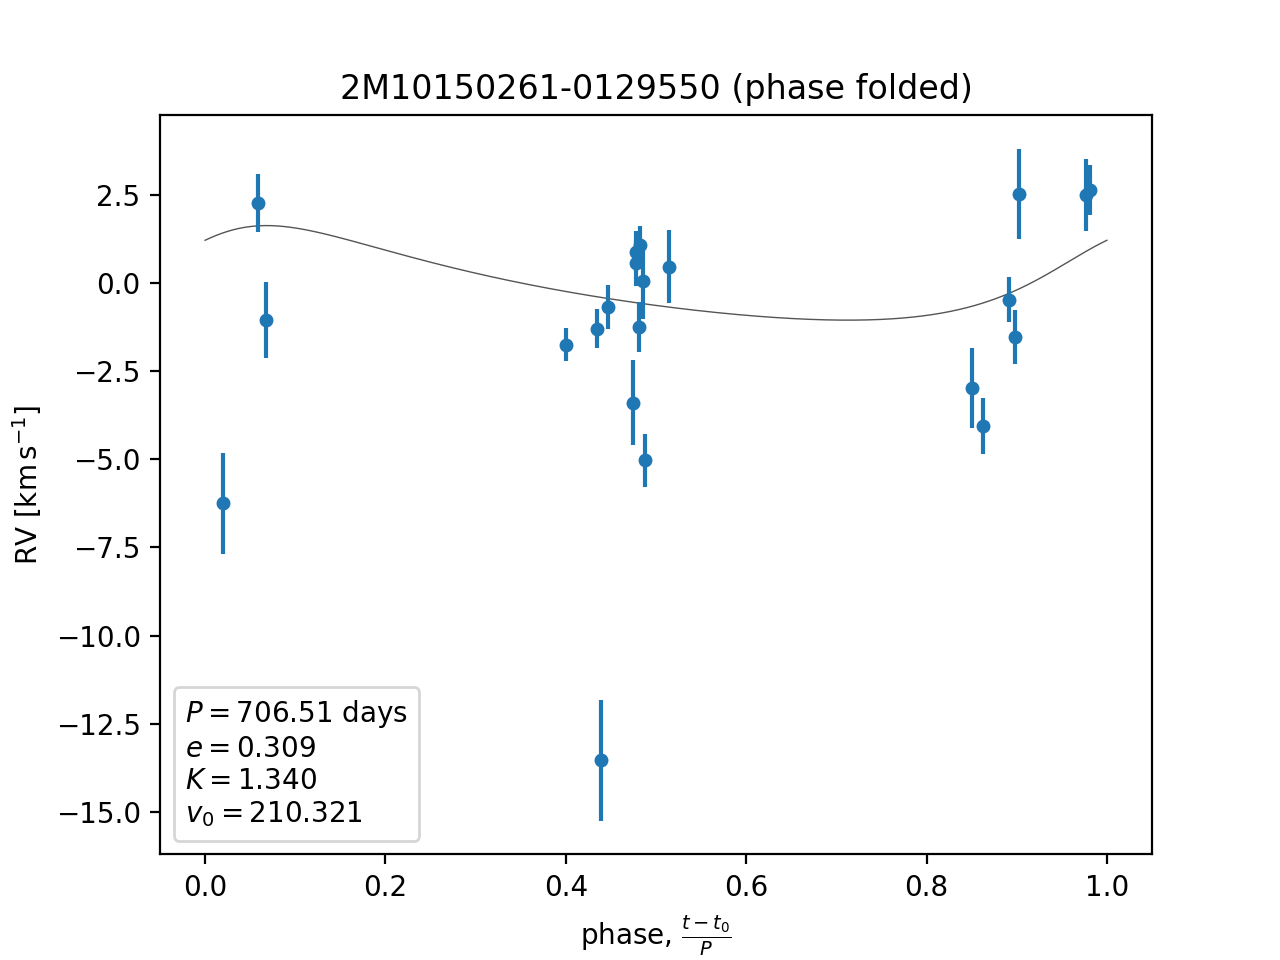 2M10150261-0129550 (phase folded)
RV [km s⁻¹]
2.5
0.0
−2.5
−5.0
−7.5
−10.0
−12.5
−15.0
P = 706.51 days
e = 0.309
K = 1.340
v₀ = 210.321
0.0 0.2 0.4 0.6 0.8 1.0
phase, (t − t₀)/P